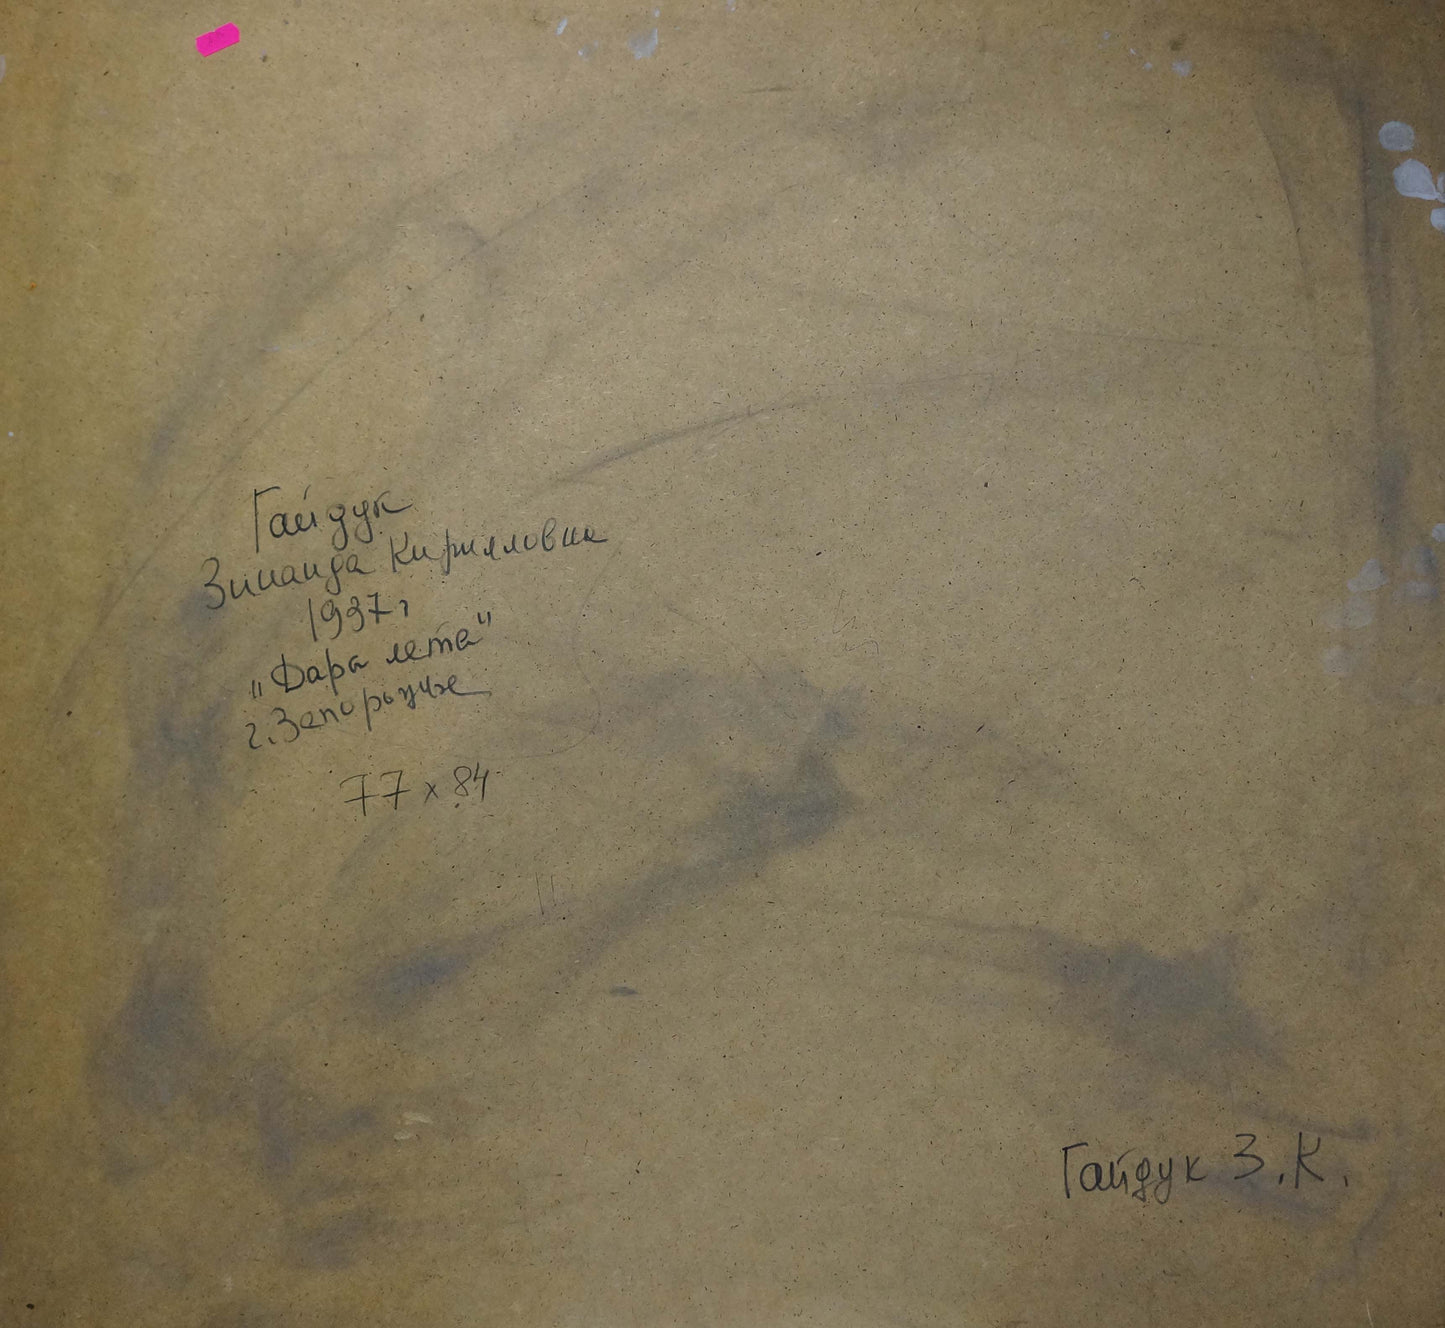 Гайдук
Зинаида Кирилловна
1937 г
„Дары лета"
г. Запорожье
77 х 84
Гайдук З.К.